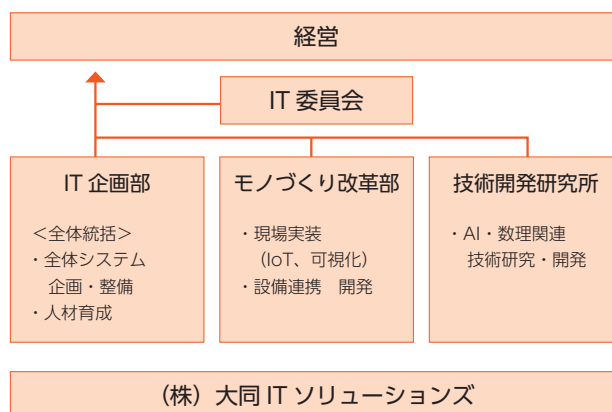 経営
IT 委員会
IT 企画部
＜全体統括＞
・全体システム
企画・整備
・人材育成
モノづくり改革部
・現場実装
（IoT、可視化）
・設備連携　開発
技術開発研究所
・AI・数理関連
技術研究・開発
（株）大同 IT ソリューションズ